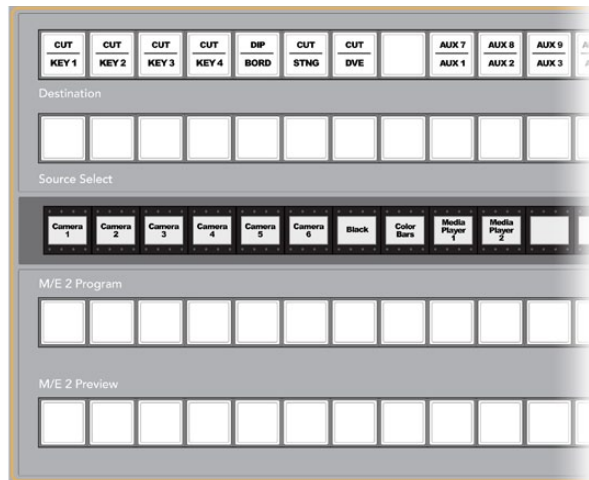 CUT CUT CUT CUT DIP CUT CUT AUX 7 AUX 8 AUX 9
KEY 1 KEY 2 KEY 3 KEY 4 BORD STNG DVE AUX 1 AUX 2 AUX 3
Destination
Source Select
Camera 1 Camera 2 Camera 3 Camera 4 Camera 5 Camera 6 Black Color Bars Media Player 1 Media Player 2
M/E 2 Program
M/E 2 Preview